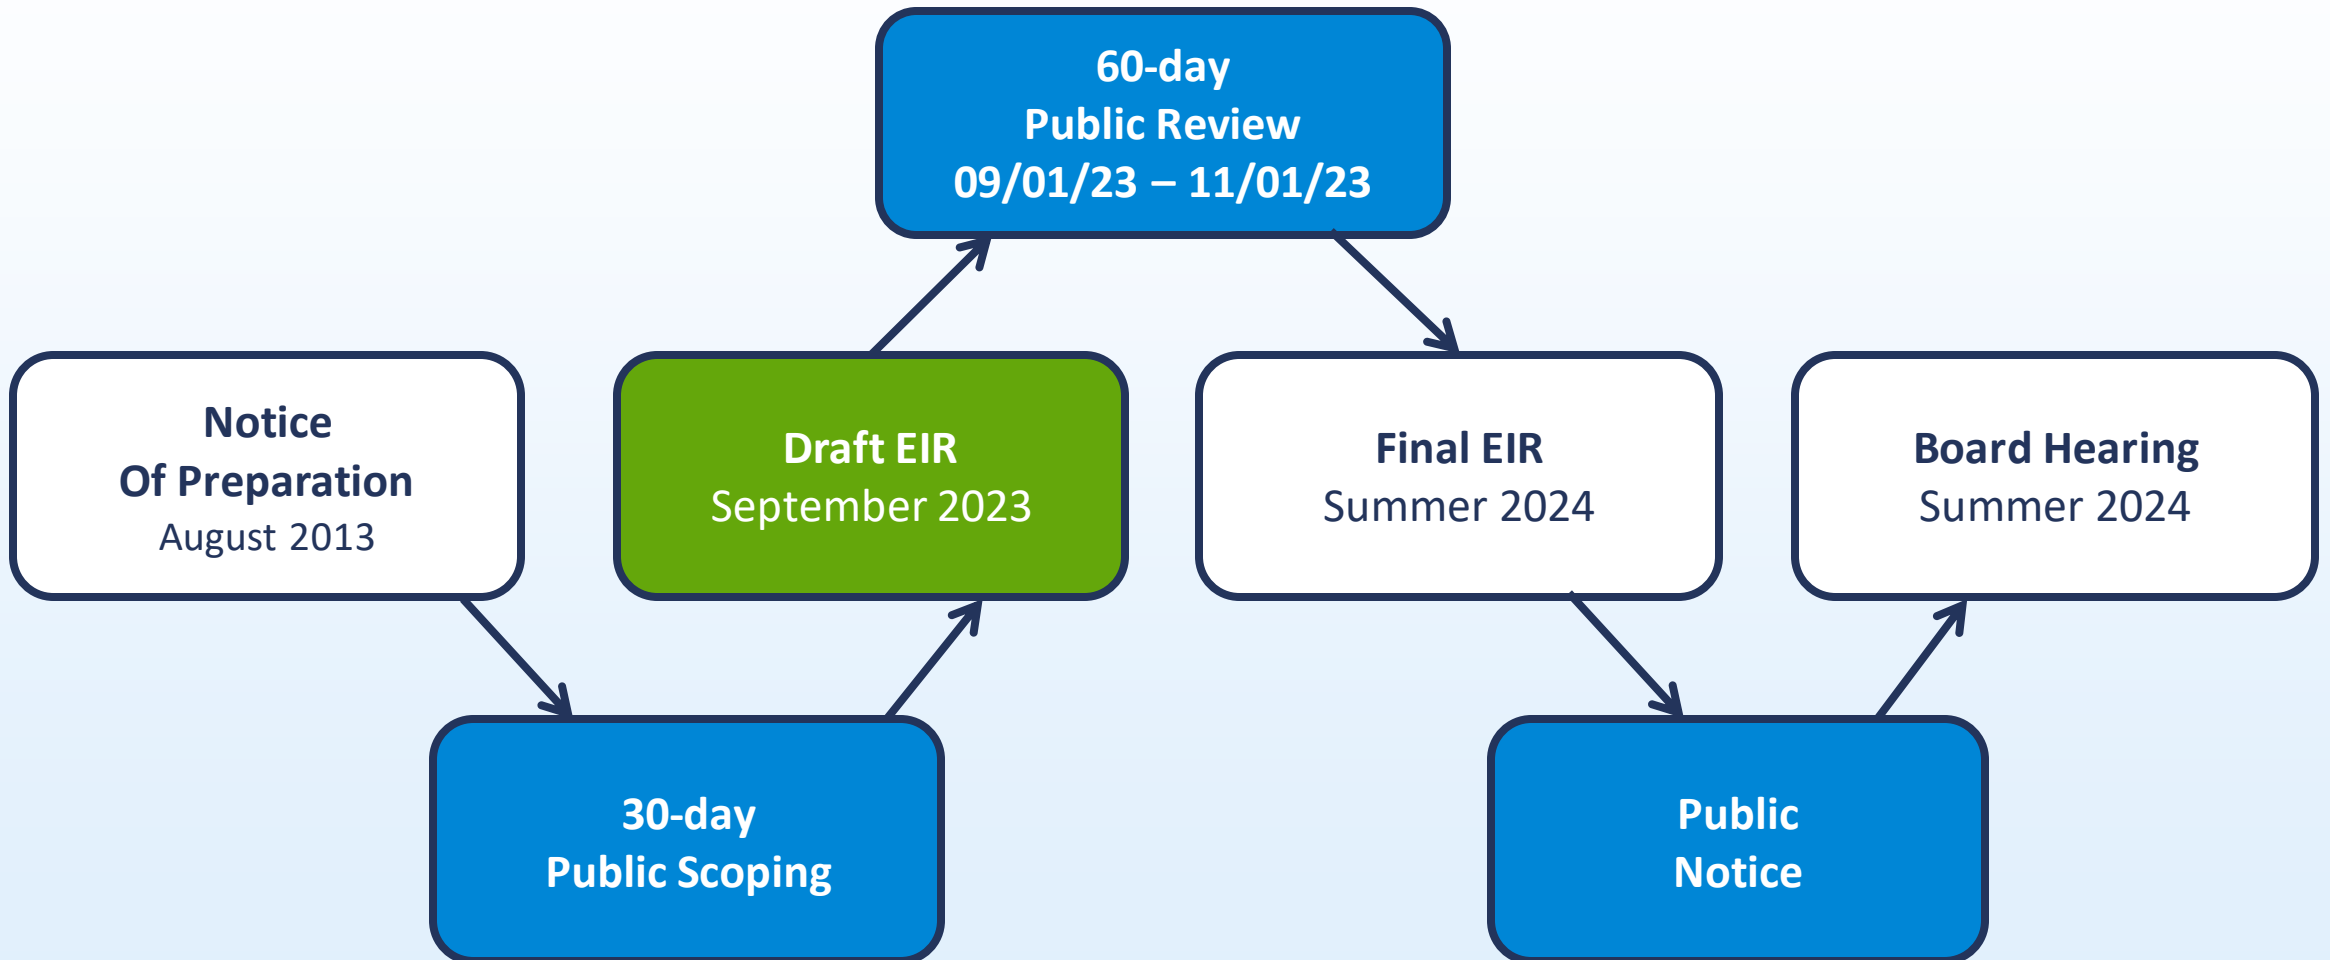 60-day
Public Review
09/01/23 – 11/01/23
Notice
Of Preparation
August 2013
Draft EIR
September 2023
Final EIR
Summer 2024
Board Hearing
Summer 2024
30-day
Public Scoping
Public
Notice